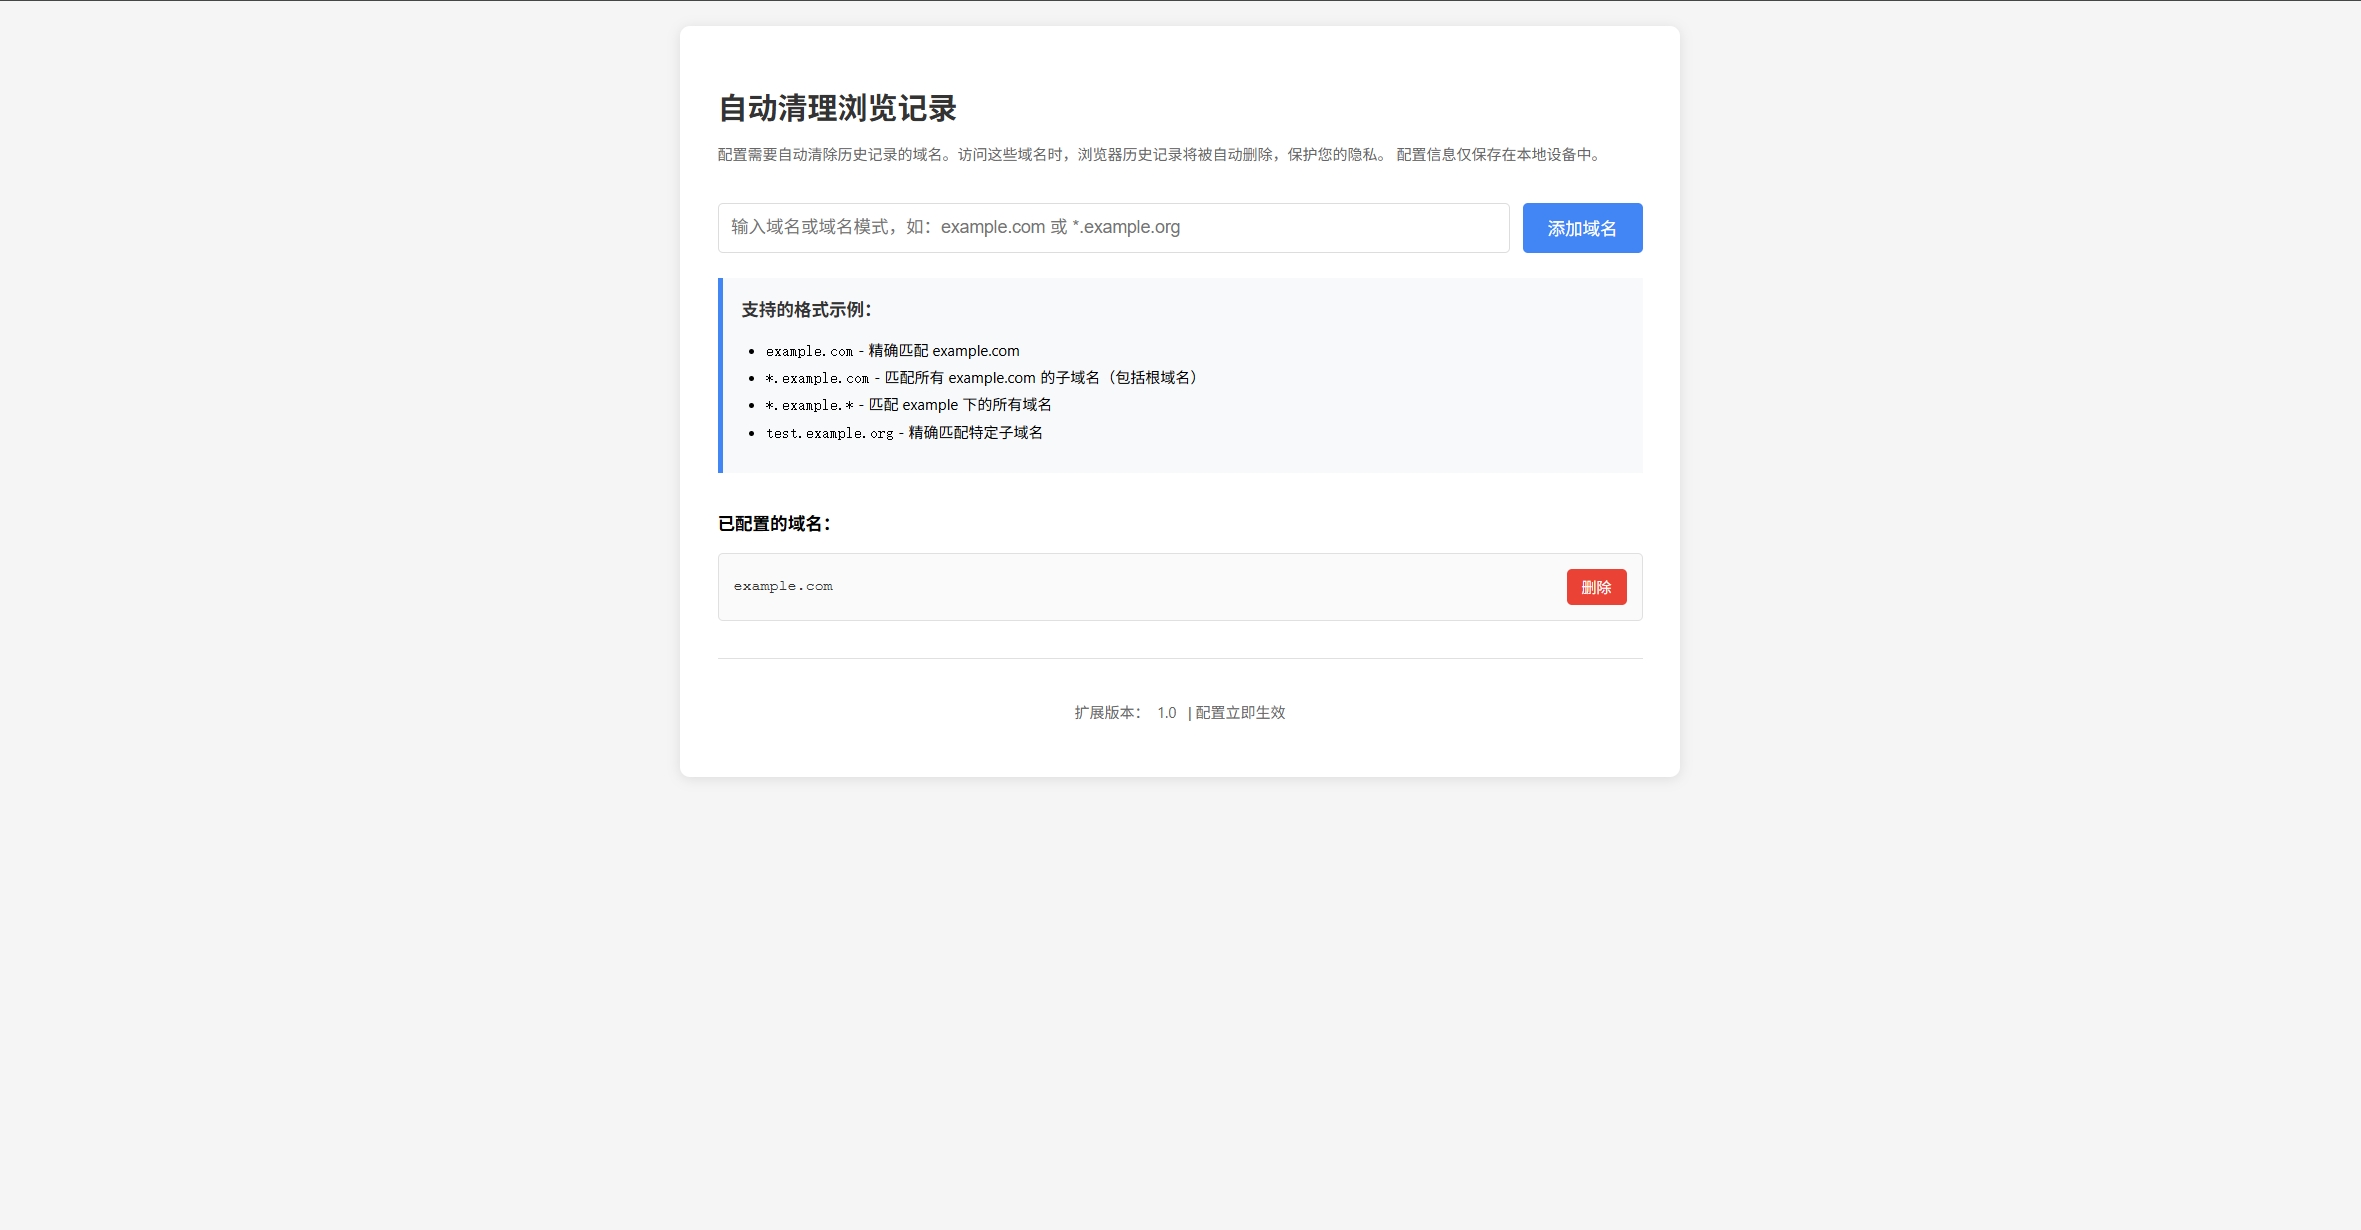 自动清理浏览记录
配置需要自动清除历史记录的域名。访问这些域名时，浏览器历史记录将被自动删除，保护您的隐私。 配置信息仅保存在本地设备中。
输入域名或域名模式，如：example.com 或 *.example.org
添加域名
支持的格式示例：
example.com - 精确匹配 example.com
*.example.com - 匹配所有 example.com 的子域名（包括根域名）
*.example.* - 匹配 example 下的所有域名
test.example.org - 精确匹配特定子域名
已配置的域名：
example.com
删除
扩展版本： 1.0 | 配置立即生效